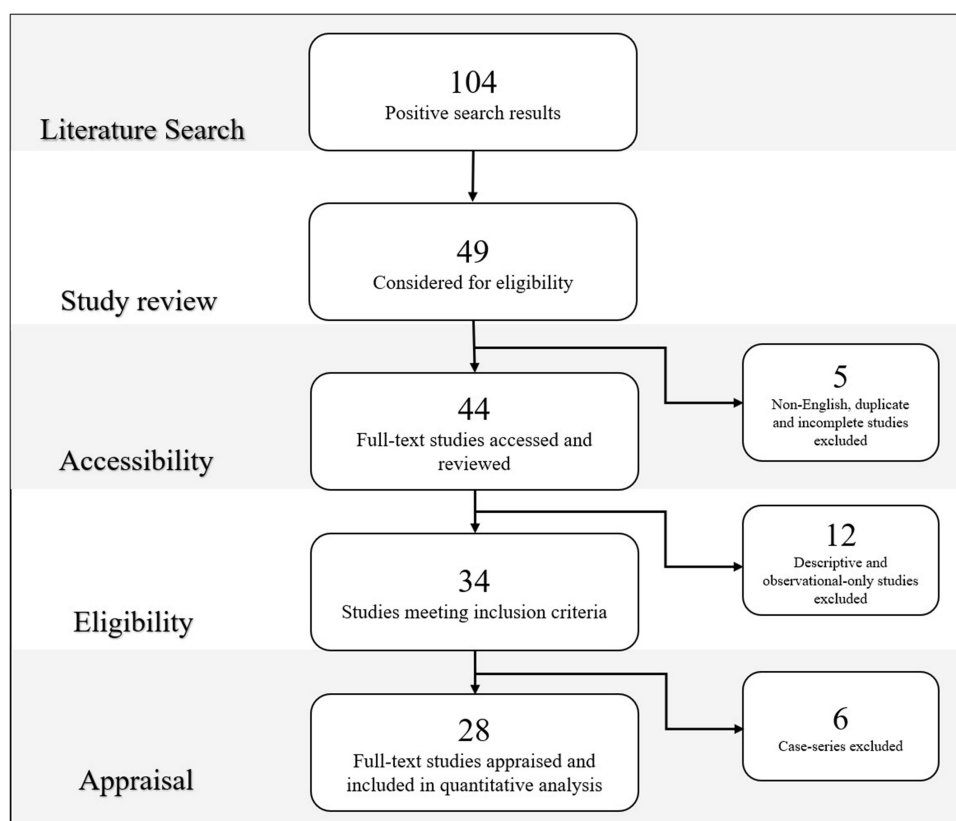 104
Positive search results
Literature Search
49
Considered for eligibility
Study review
5
Non-English, duplicate
and incomplete studies
excluded
44
Full-text studies accessed and
reviewed
Accessibility
12
Descriptive and
observational-only studies
excluded
34
Studies meeting inclusion criteria
Eligibility
6
Case-series excluded
28
Full-text studies appraised and
included in quantitative analysis
Appraisal